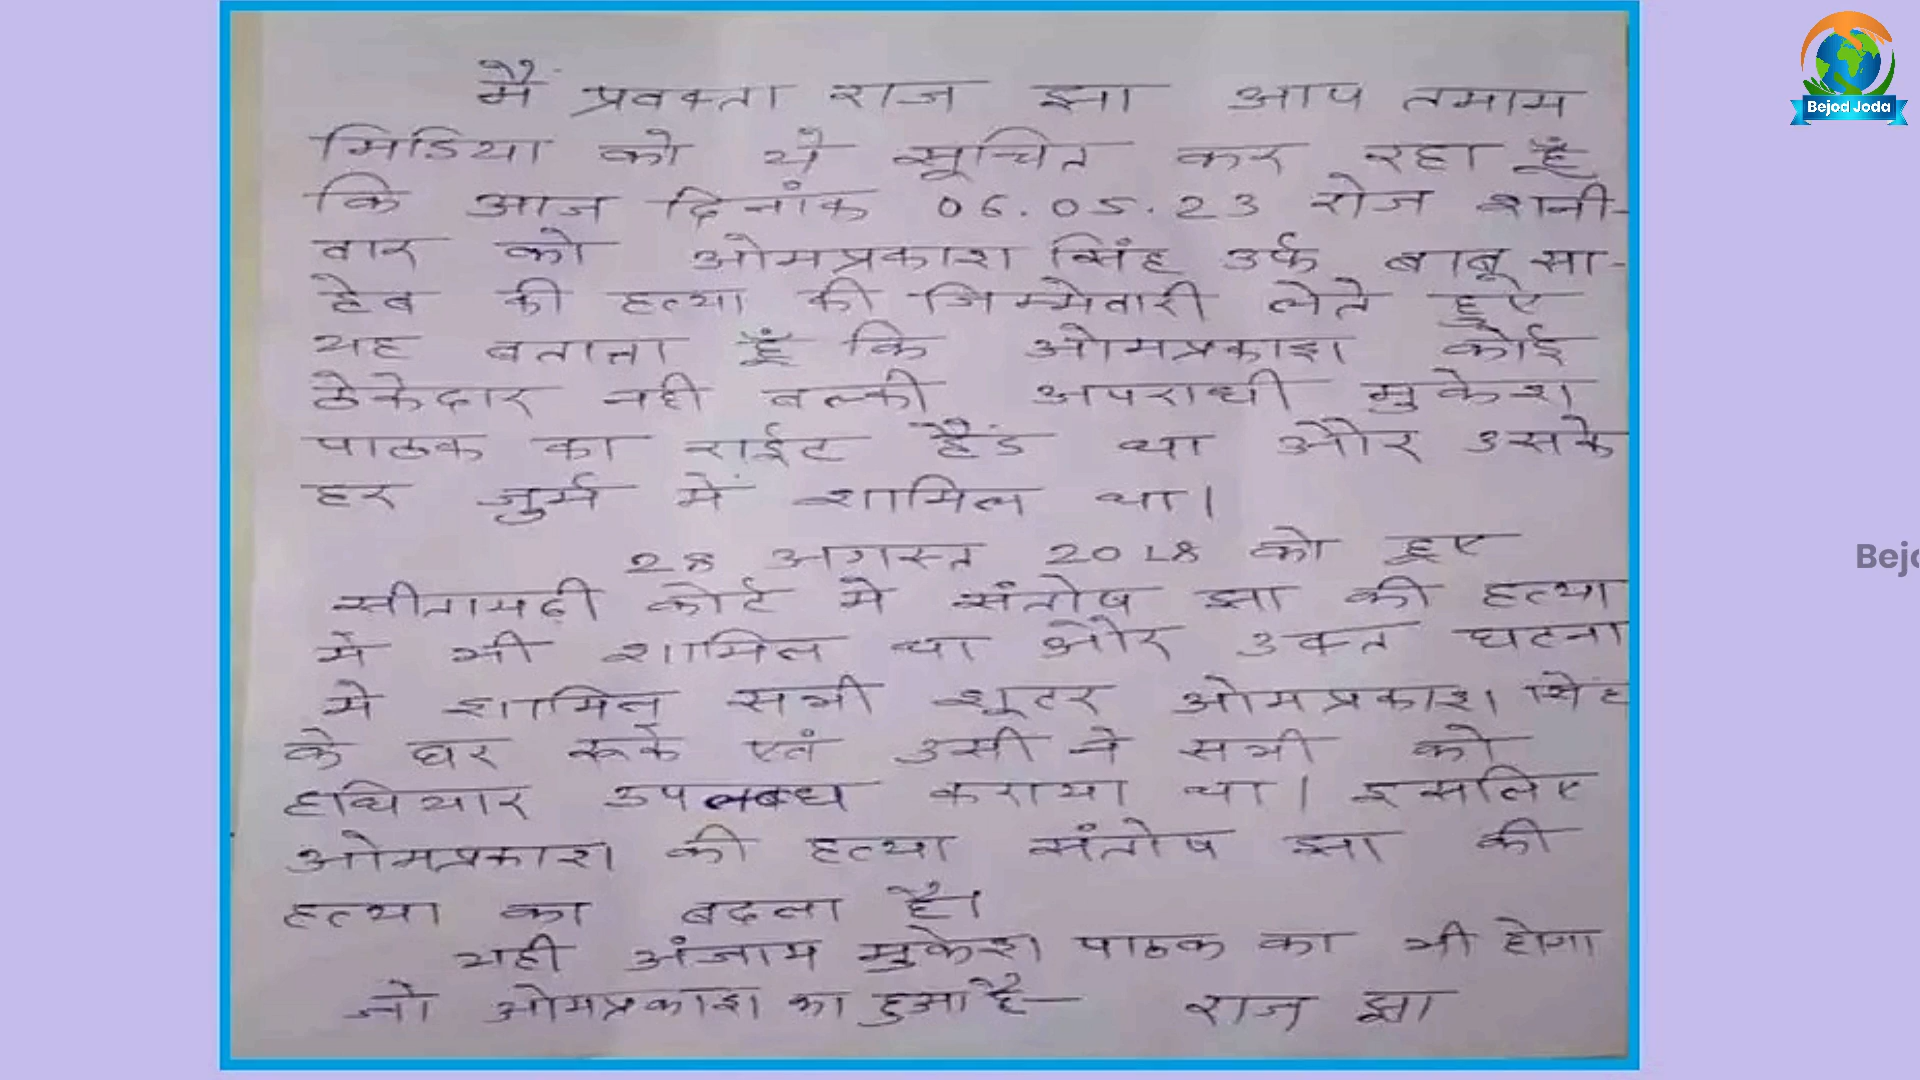 मैं प्रवक्ता राज झा आप तमाम
मिडिया को ये सूचित कर रहा हूँ
कि आज दिनांक 06.05.23 रोज शनी-
वार को ओमप्रकाश सिंह उर्फ बाबू सा-
हेब की हत्या की जिम्मेवारी लेते हुए
यह बताता हूँ कि ओमप्रकाश कोई
ठेकेदार नही बल्की अपराधी मुकेश
पाठक का राईट हैंड था और उसके
हर जुर्म में शामिल था।
28 अगस्त 2018 को हुए
सीतामढी कोर्ट मे संतोष झा की हत्या
मे भी शामिल था और उक्त घटना
मे शामिल सभी शूटर ओमप्रकाश सिंह
के घर रूके एवं उसी ने सभी को
हथियार उपलब्ध कराया था। इसलिए
ओमप्रकाश की हत्या संतोष झा की
हत्या का बदला है।
यही अंजाम मुकेश पाठक का भी होगा
जो ओमप्रकाश का हुआ है— राज झा
Bejod Joda
Bejo